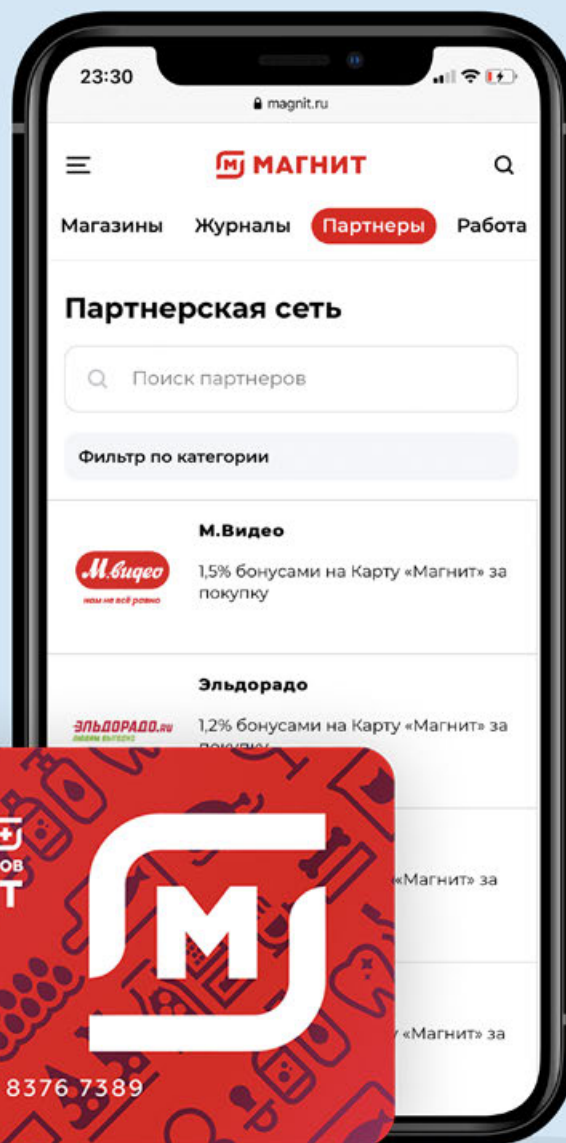 23:30
magnit.ru
МАГНИТ
Магазины Журналы Партнеры Работа
Партнерская сеть
Поиск партнеров
Фильтр по категории
М.Видео
М.видео
нам не всё равно
1,5% бонусами на Карту «Магнит» за
покупку
Эльдорадо
ЭЛЬДОРАДО.RU
1,2% бонусами на Карту «Магнит» за
покупку
«Магнит» за
«Магнит» за
ОВ
Т
М
8376 7389